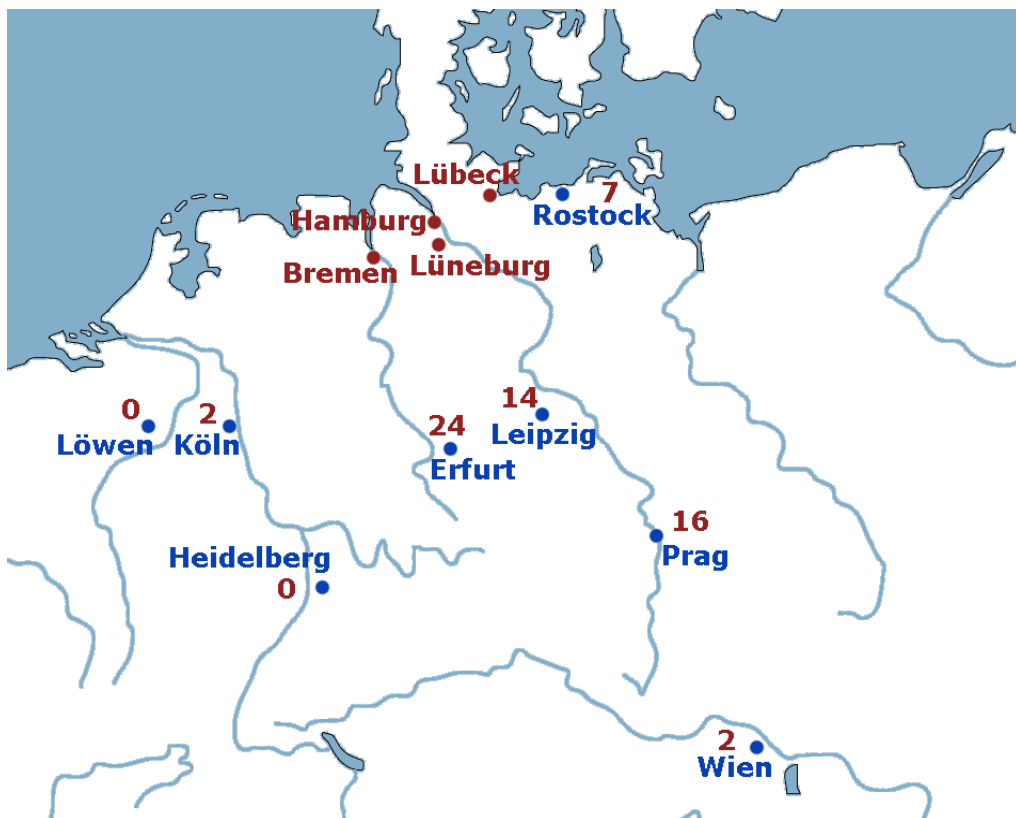 Lübeck
7
Rostock
Hamburg
Lüneburg
Bremen
0
Löwen
2
Köln
24
Erfurt
14
Leipzig
16
Prag
Heidelberg
0
2
Wien